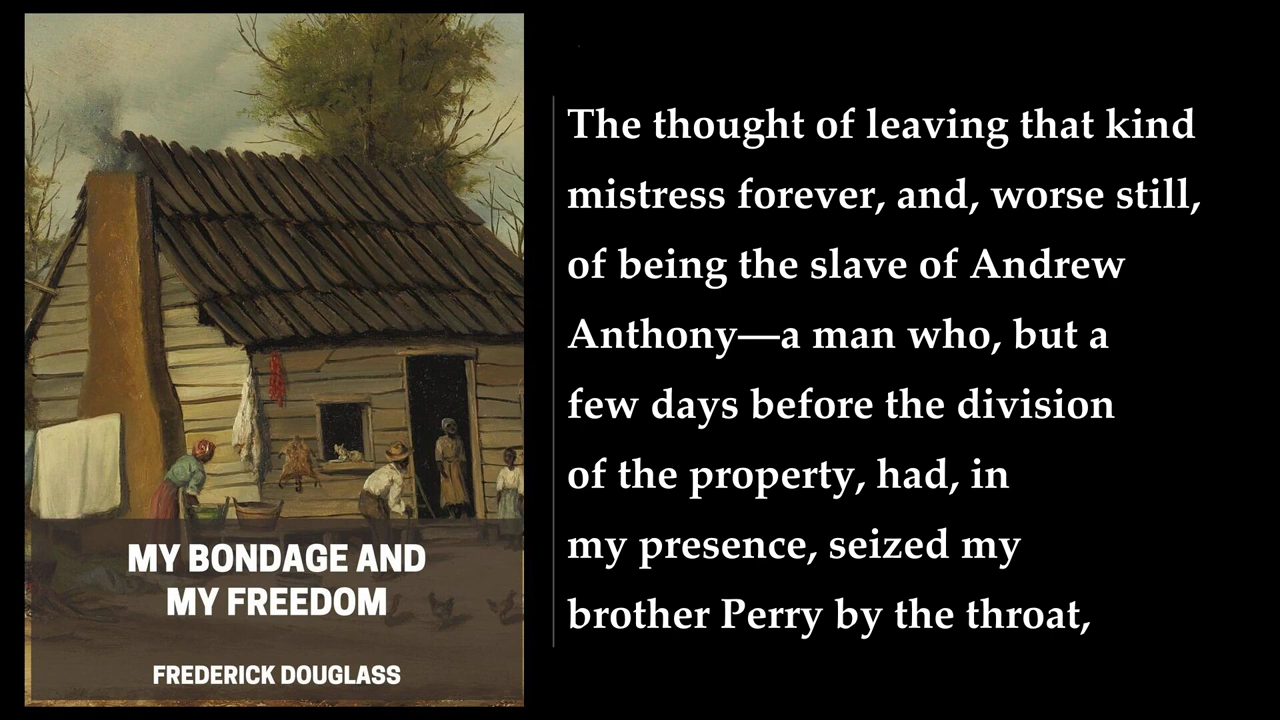 MY BONDAGE AND
MY FREEDOM
FREDERICK DOUGLASS
The thought of leaving that kind
mistress forever, and, worse still,
of being the slave of Andrew
Anthony—a man who, but a
few days before the division
of the property, had, in
my presence, seized my
brother Perry by the throat,